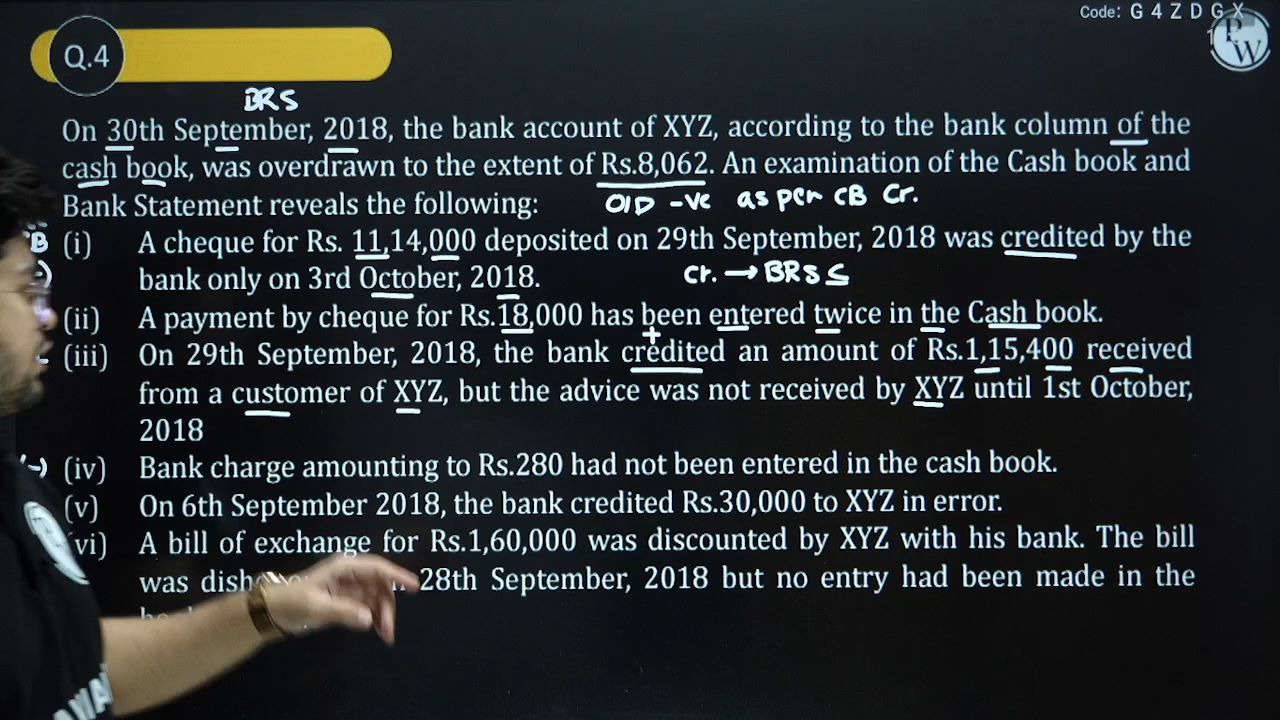 Code: G 4 Z D G X
PW
Q.4
BRS
On 30th September, 2018, the bank account of XYZ, according to the bank column of the
cash book, was overdrawn to the extent of Rs.8,062. An examination of the Cash book and
Bank Statement reveals the following:
O/D -ve as per CB Cr.
(i) A cheque for Rs. 11,14,000 deposited on 29th September, 2018 was credited by the
bank only on 3rd October, 2018.
Cr. → BRS
(ii) A payment by cheque for Rs.18,000 has been entered twice in the Cash book.
+
(iii) On 29th September, 2018, the bank credited an amount of Rs.1,15,400 received
from a customer of XYZ, but the advice was not received by XYZ until 1st October,
2018
(-) (iv) Bank charge amounting to Rs.280 had not been entered in the cash book.
(v) On 6th September 2018, the bank credited Rs.30,000 to XYZ in error.
vi) A bill of exchange for Rs.1,60,000 was discounted by XYZ with his bank. The bill
was 28th September, 2018 but no entry had been made in the